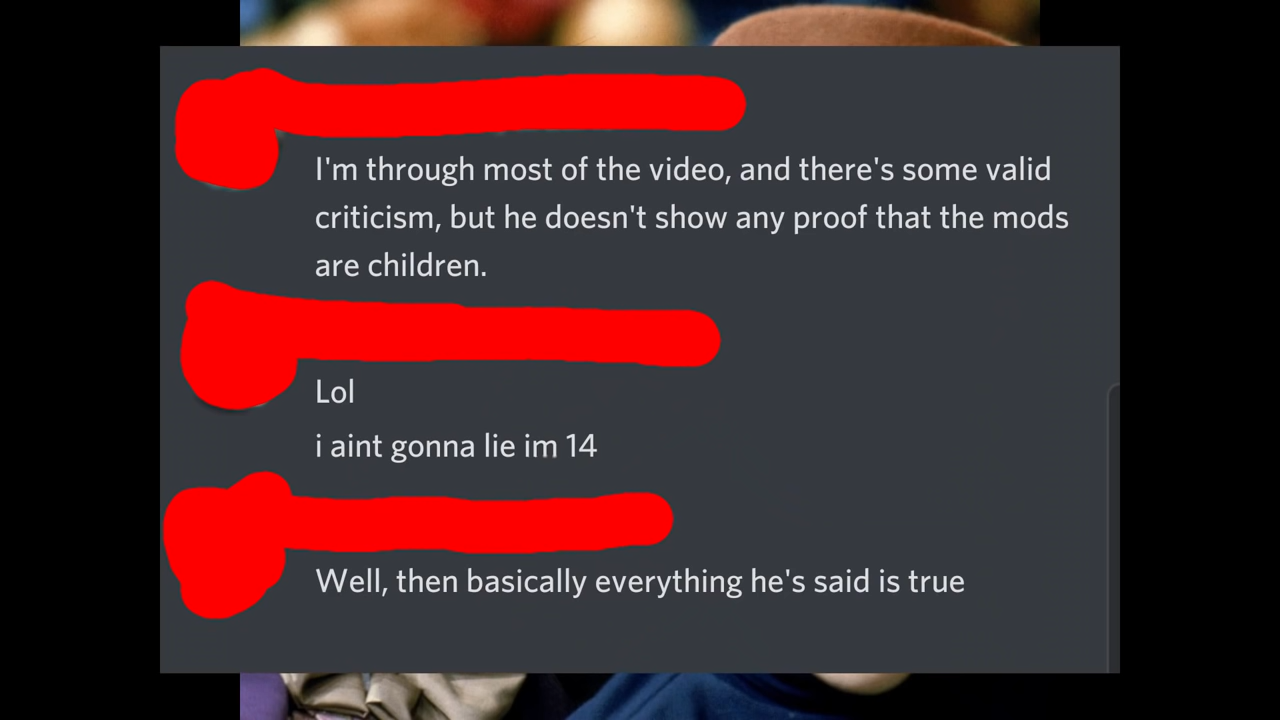 I'm through most of the video, and there's some valid
criticism, but he doesn't show any proof that the mods
are children.
Lol
i aint gonna lie im 14
Well, then basically everything he's said is true